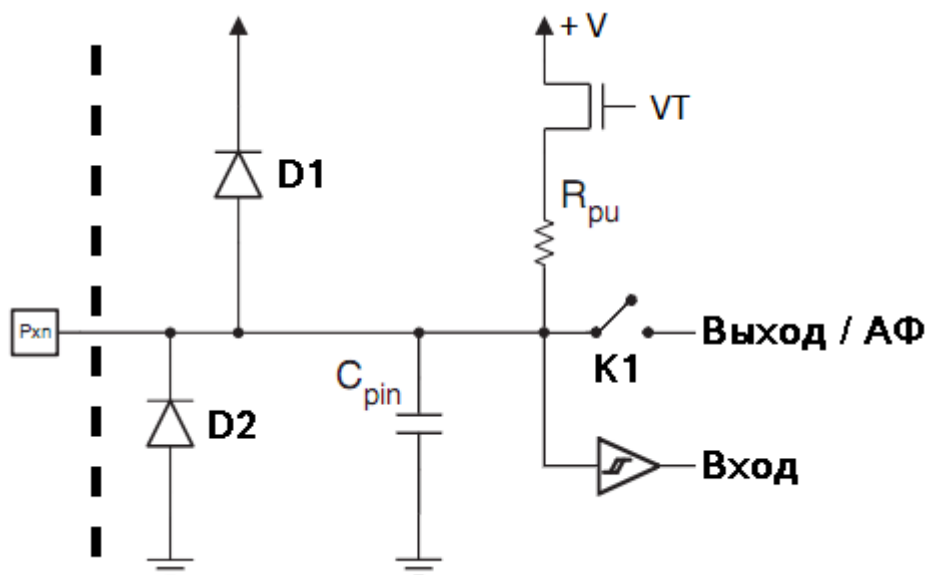 + V
VT
D1
Rpu
Pxn
Выход / АФ
K1
Cpin
D2
Вход